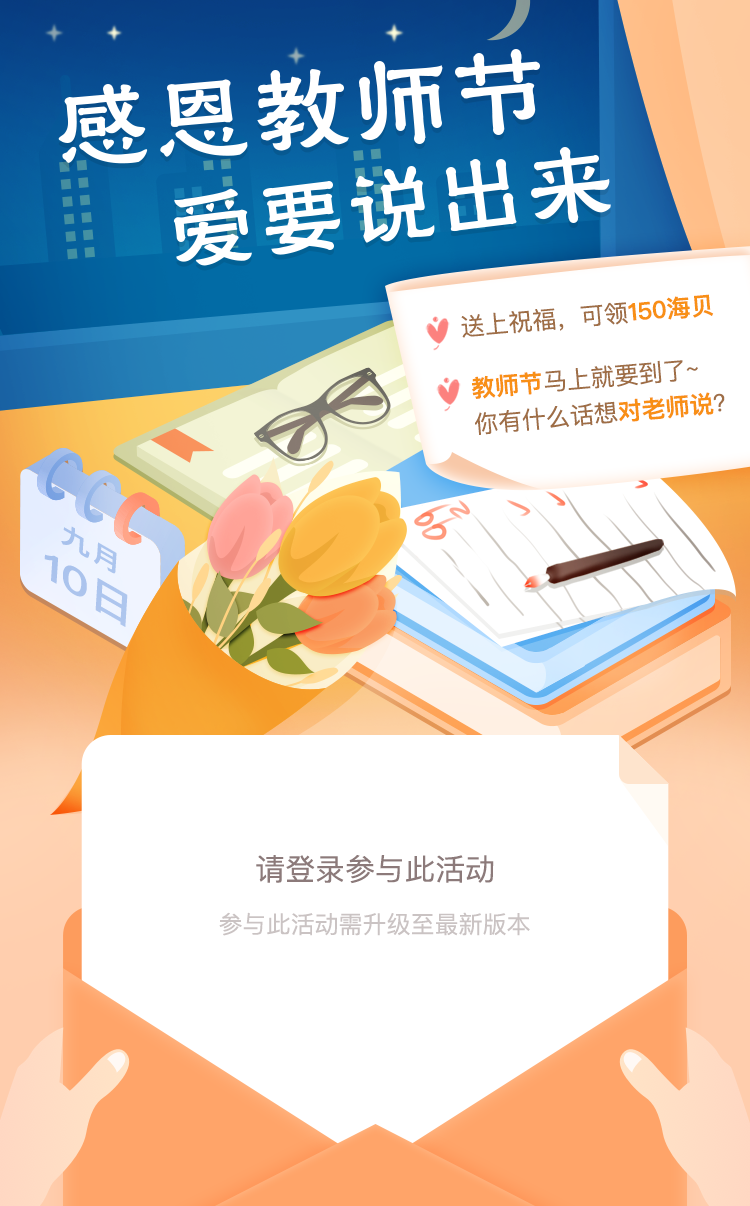 感恩教师节
爱要说出来
送上祝福，可领150海贝
教师节马上就要到了~
你有什么话想对老师说？
九月
10日
请登录参与此活动
参与此活动需升级至最新版本